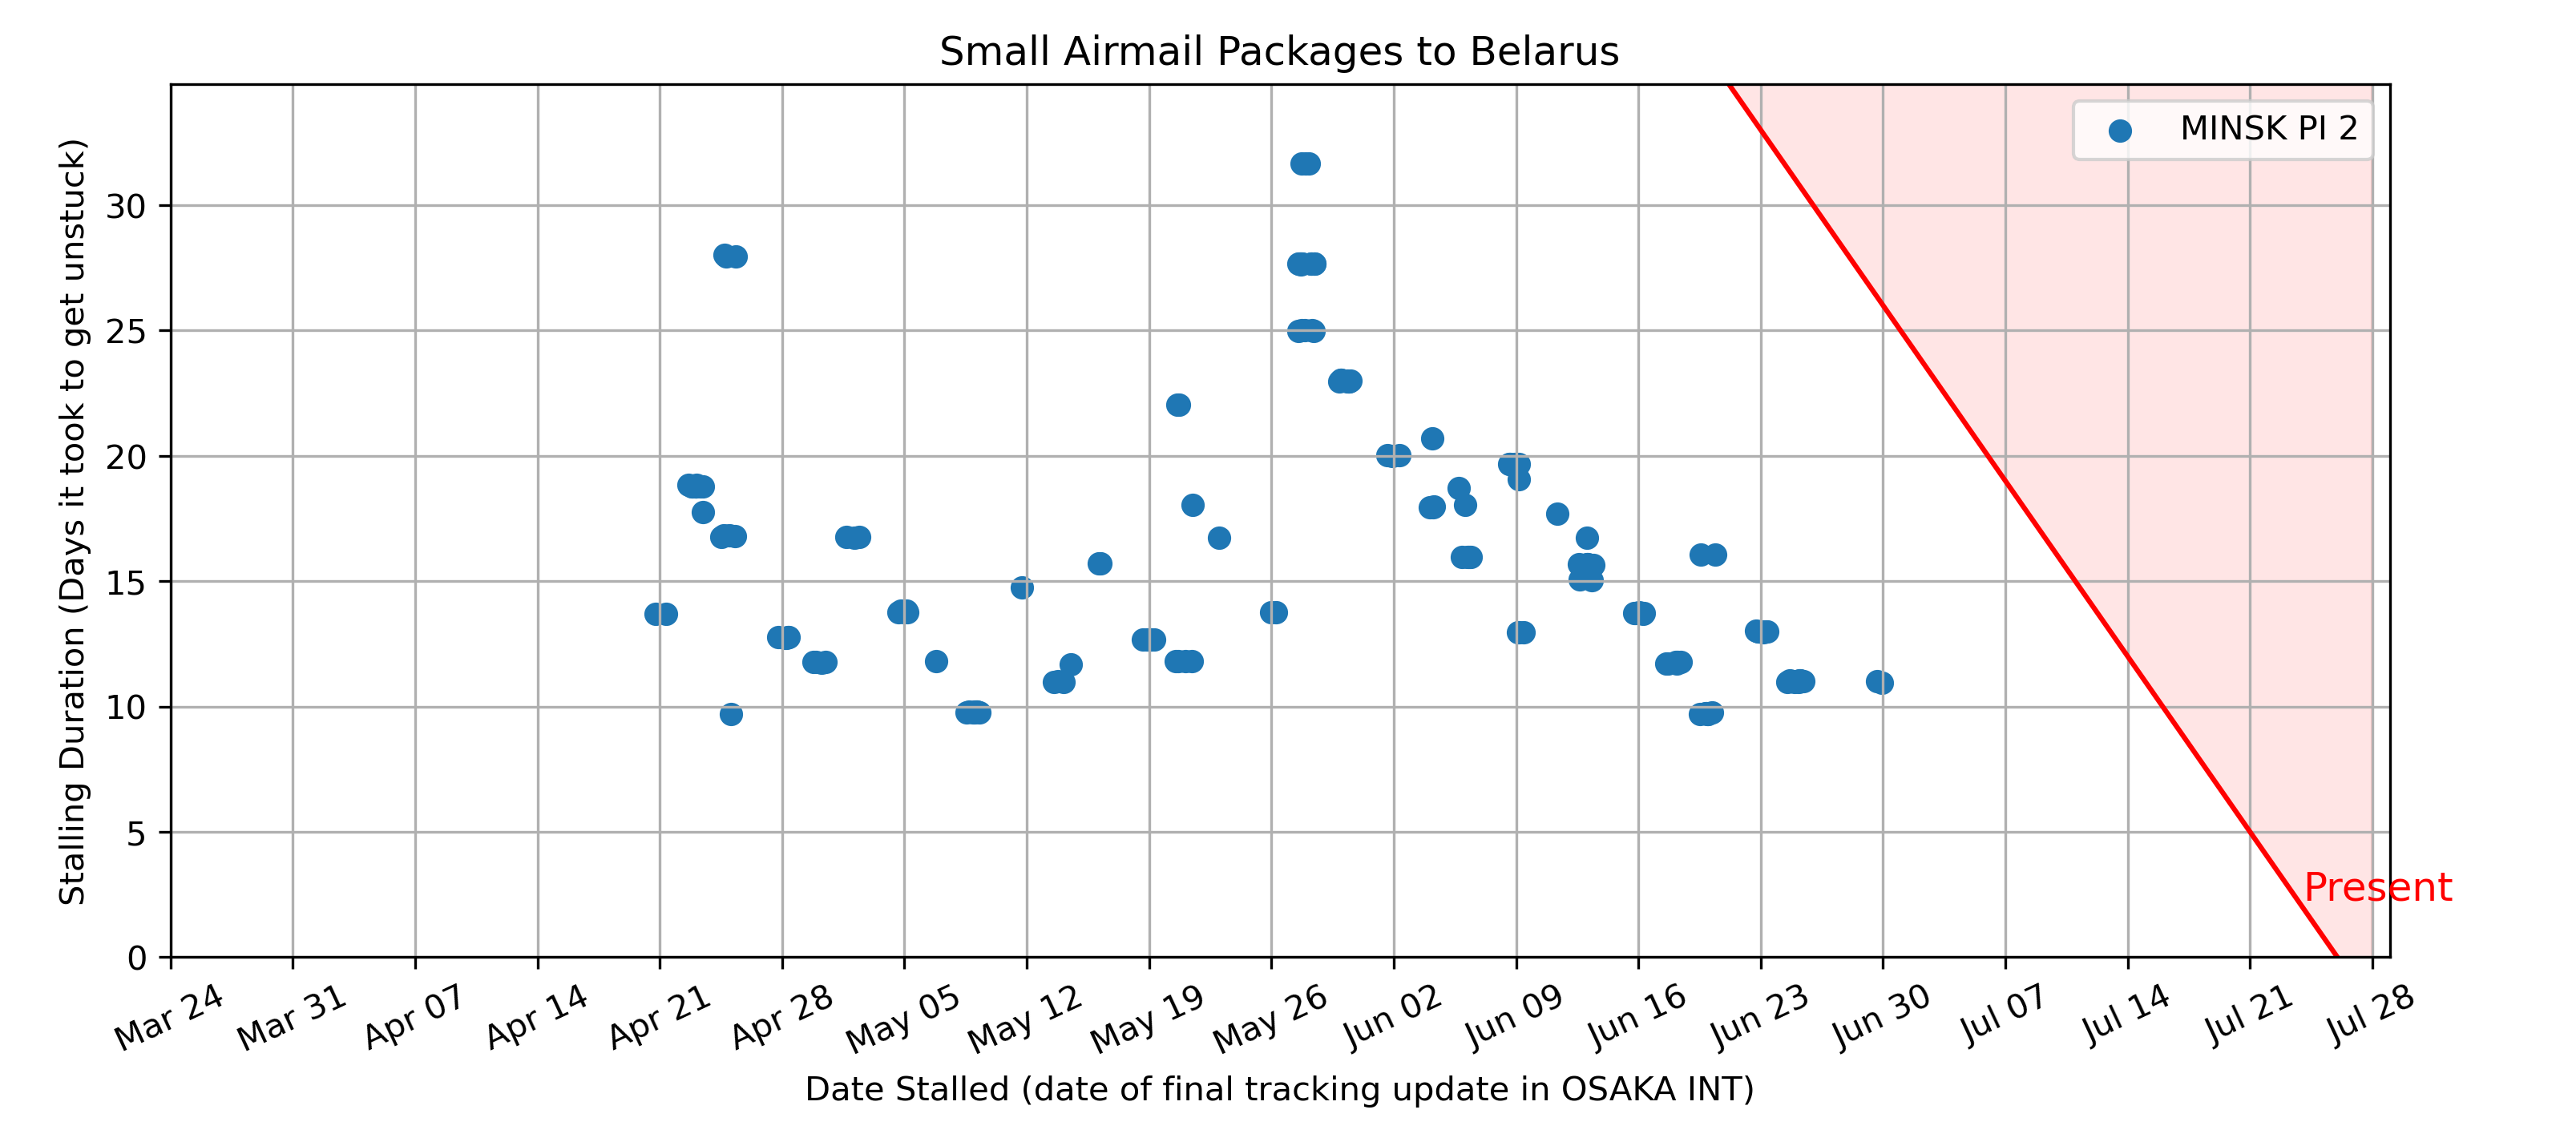 Small Airmail Packages to Belarus
MINSK PI 2
Stalling Duration (Days it took to get unstuck)
30
25
20
15
10
5
0
Present
Mar 24
Mar 31
Apr 07
Apr 14
Apr 21
Apr 28
May 05
May 12
May 19
May 26
Jun 02
Jun 09
Jun 16
Jun 23
Jun 30
Jul 07
Jul 14
Jul 21
Jul 28
Date Stalled (date of final tracking update in OSAKA INT)